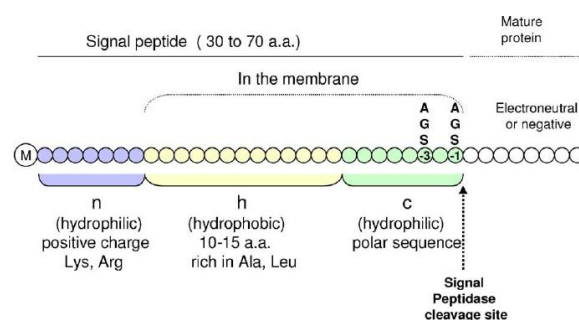 Mature
protein
Signal peptide ( 30 to 70 a.a.)
In the membrane
A A
G G
S S
Electroneutral
or negative
M -3 -1
n
(hydrophilic)
positive charge
Lys, Arg
h
(hydrophobic)
10-15 a.a.
rich in Ala, Leu
c
(hydrophilic)
polar sequence
Signal
Peptidase
cleavage site